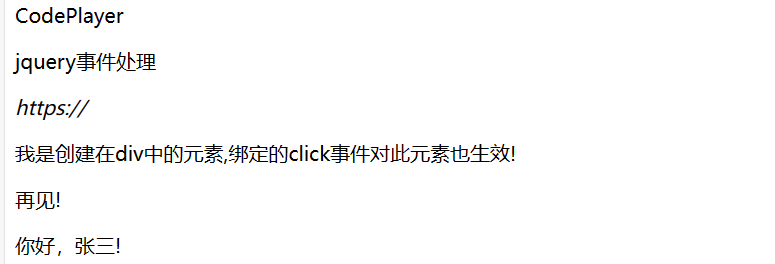 CodePlayer
jquery事件处理
https://
我是创建在div中的元素,绑定的click事件对此元素也生效!
再见!
你好，张三!